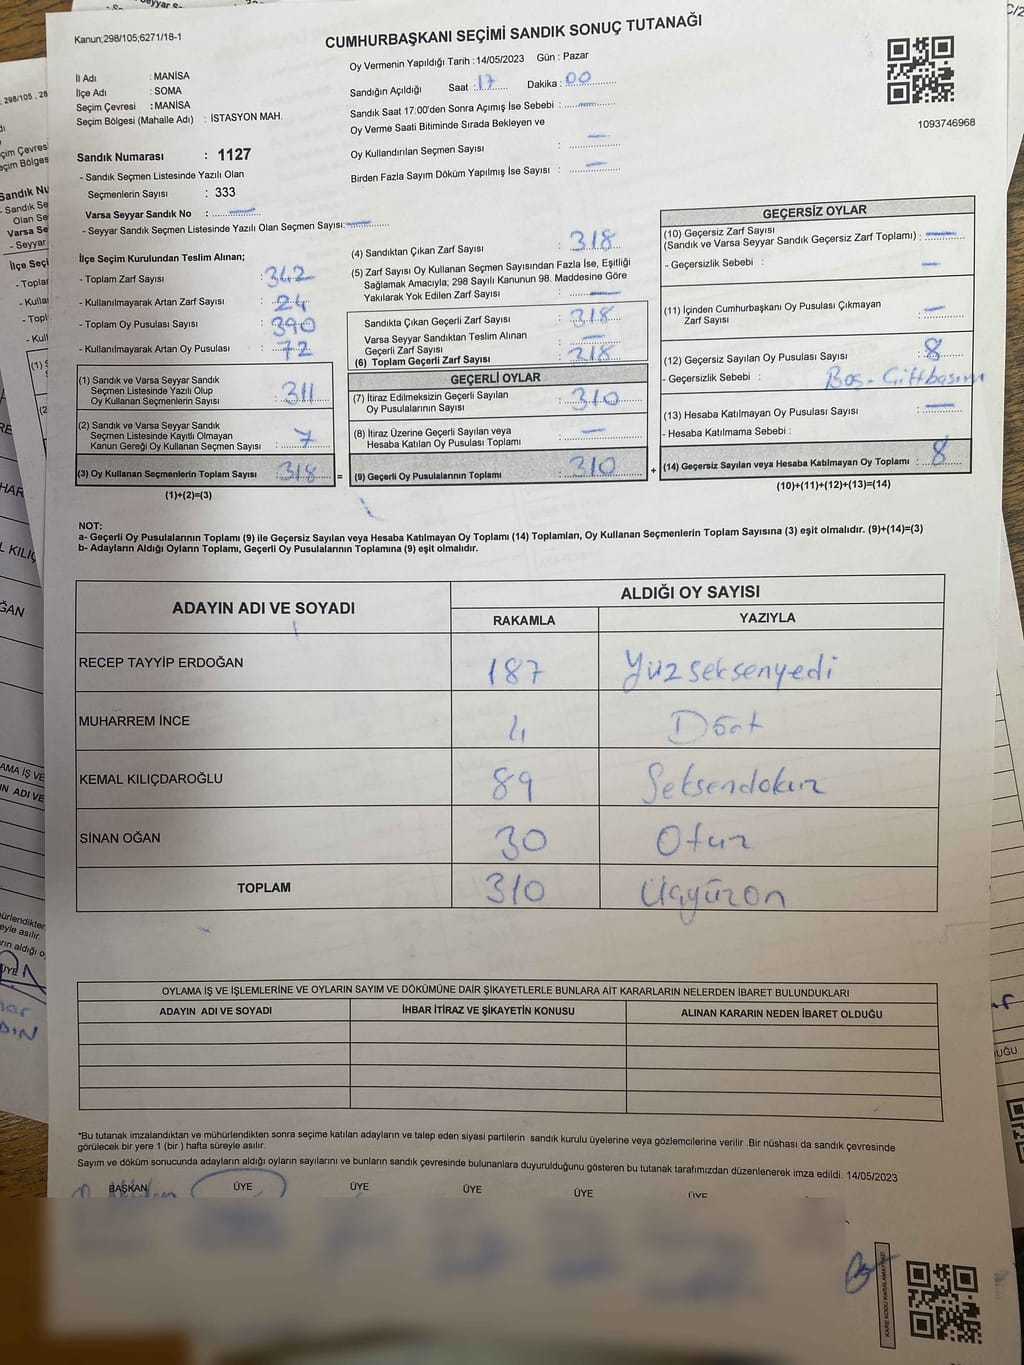 Kanun;298/105;6271/18-1
CUMHURBAŞKANI SEÇİMİ SANDIK SONUÇ TUTANAĞI
İl Adı : MANİSA
İlçe Adı : SOMA
Seçim Çevresi : MANİSA
Seçim Bölgesi (Mahalle Adı) : İSTASYON MAH.
Sandık Numarası : 1127
- Sandık Seçmen Listesinde Yazılı Olan
Seçmenlerin Sayısı : 333
Varsa Seyyar Sandık No :
- Seyyar Sandık Seçmen Listesinde Yazılı Olan Seçmen Sayısı:
Oy Vermenin Yapıldığı Tarih : 14/05/2023 Gün : Pazar
Sandığın Açıldığı Saat : 17 Dakika : 00
Sandık Saat 17:00'den Sonra Açımış İse Sebebi :
Oy Verme Saati Bitiminde Sırada Bekleyen ve
Oy Kullandırılan Seçmen Sayısı :
Birden Fazla Sayım Döküm Yapılmış İse Sayısı :
1093746968
İlçe Seçim Kurulundan Teslim Alınan;
- Toplam Zarf Sayısı : 342
- Kullanılmayarak Artan Zarf Sayısı : 24
- Toplam Oy Pusulası Sayısı : 390
- Kullanılmayarak Artan Oy Pusulası : 72
(1) Sandık ve Varsa Seyyar Sandık
Seçmen Listesinde Yazılı Olup
Oy Kullanan Seçmenlerin Sayısı : 311
(2) Sandık ve Varsa Seyyar Sandık
Seçmen Listesinde Kayıtlı Olmayan
Kanun Gereği Oy Kullanan Seçmen Sayısı : 7
(3) Oy Kullanan Seçmenlerin Toplam Sayısı : 318 =
(1)+(2)=(3)
(4) Sandıktan Çıkan Zarf Sayısı : 318
(5) Zarf Sayısı Oy Kullanan Seçmen Sayısından Fazla İse, Eşitliği
Sağlamak Amacıyla; 298 Sayılı Kanunun 98. Maddesine Göre
Yakılarak Yok Edilen Zarf Sayısı :
Sandıkta Çıkan Geçerli Zarf Sayısı : 318
Varsa Seyyar Sandıktan Teslim Alınan
Geçerli Zarf Sayısı :
(6) Toplam Geçerli Zarf Sayısı : 318
GEÇERLİ OYLAR
(7) İtiraz Edilmeksizin Geçerli Sayılan
Oy Pusulalarının Sayısı : 310
(8) İtiraz Üzerine Geçerli Sayılan veya
Hesaba Katılan Oy Pusulası Toplamı :
(9) Geçerli Oy Pusulalarının Toplamı : 310 +
GEÇERSİZ OYLAR
(10) Geçersiz Zarf Sayısı
(Sandık ve Varsa Seyyar Sandık Geçersiz Zarf Toplamı) :
- Geçersizlik Sebebi :
(11) İçinden Cumhurbaşkanı Oy Pusulası Çıkmayan
Zarf Sayısı :
(12) Geçersiz Sayılan Oy Pusulası Sayısı : 8
- Geçersizlik Sebebi : Boş - Çiftbasım
(13) Hesaba Katılmayan Oy Pusulası Sayısı :
- Hesaba Katılmama Sebebi :
(14) Geçersiz Sayılan veya Hesaba Katılmayan Oy Toplamı : 8
(10)+(11)+(12)+(13)=(14)
NOT:
a- Geçerli Oy Pusulalarının Toplamı (9) ile Geçersiz Sayılan veya Hesaba Katılmayan Oy Toplamı (14) Toplamları, Oy Kullanan Seçmenlerin Toplam Sayısına (3) eşit olmalıdır. (9)+(14)=(3)
b- Adayların Aldığı Oyların Toplamı, Geçerli Oy Pusulalarının Toplamına (9) eşit olmalıdır.
ADAYIN ADI VE SOYADI ALDIĞI OY SAYISI
RAKAMLA YAZIYLA
RECEP TAYYİP ERDOĞAN 187 Yüzseksenyedi
MUHARREM İNCE 4 Dört
KEMAL KILIÇDAROĞLU 89 Seksendokuz
SİNAN OĞAN 30 Otuz
TOPLAM 310 Üçyüzon
OYLAMA İŞ VE İŞLEMLERİNE VE OYLARIN SAYIM VE DÖKÜMÜNE DAİR ŞİKAYETLERLE BUNLARA AİT KARARLARIN NELERDEN İBARET BULUNDUKLARI
ADAYIN ADI VE SOYADI İHBAR İTİRAZ VE ŞİKAYETİN KONUSU ALINAN KARARIN NEDEN İBARET OLDUĞU
*Bu tutanak imzalandıktan ve mühürlendikten sonra seçime katılan adayların ve talep eden siyasi partilerin sandık kurulu üyelerine veya gözlemcilerine verilir .Bir nüshası da sandık çevresinde
görülecek bir yere 1 (bir ) hafta süreyle asılır.
Sayım ve döküm sonucunda adayların aldığı oyların sayılarını ve bunların sandık çevresinde bulunanlara duyurulduğunu gösteren bu tutanak tarafımızdan düzenlenerek imza edildi. 14/05/2023
BAŞKAN ÜYE ÜYE ÜYE ÜYE ÜYE